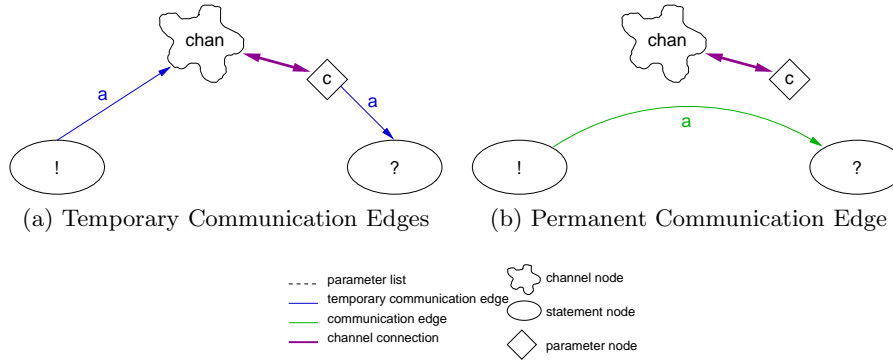 chan
c
a
a
!
?
(a) Temporary Communication Edges
chan
c
a
!
?
(b) Permanent Communication Edge
parameter list
temporary communication edge
communication edge
channel connection
channel node
statement node
parameter node